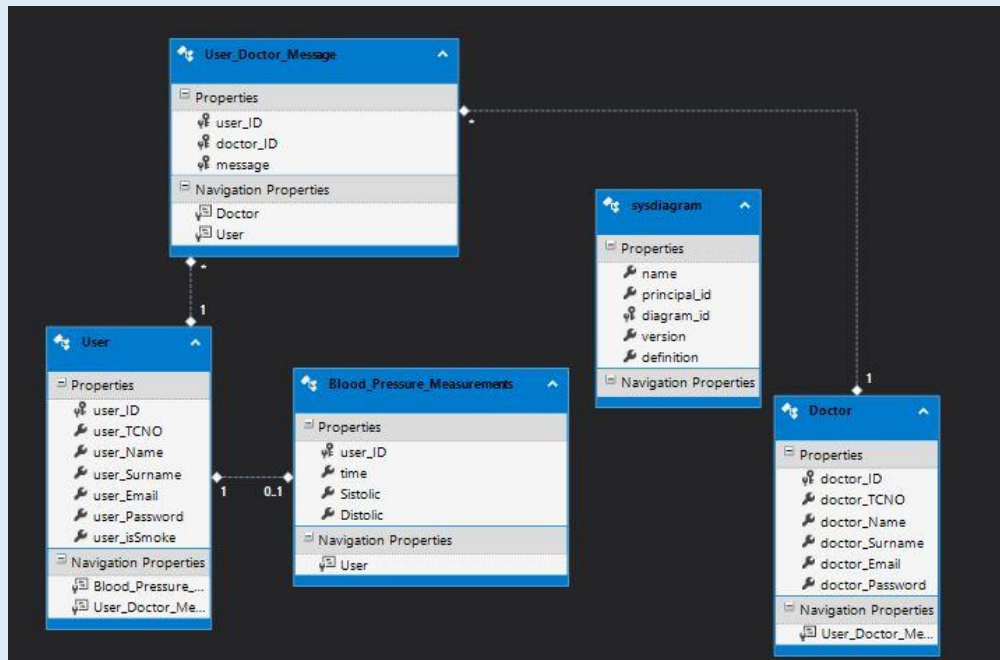 User_Doctor_Message
Properties
user_ID
doctor_ID
message
Navigation Properties
Doctor
User
*
*
1
sysdiagram
Properties
name
principal_id
diagram_id
version
definition
Navigation Properties
User
Properties
user_ID
user_TCNO
user_Name
user_Surname
user_Email
user_Password
user_isSmoke
Navigation Properties
Blood_Pressure_...
User_Doctor_Me...
1
0..1
Blood_Pressure_Measurements
Properties
user_ID
time
Sistolic
Distolic
Navigation Properties
User
1
Doctor
Properties
doctor_ID
doctor_TCNO
doctor_Name
doctor_Surname
doctor_Email
doctor_Password
Navigation Properties
User_Doctor_Me...